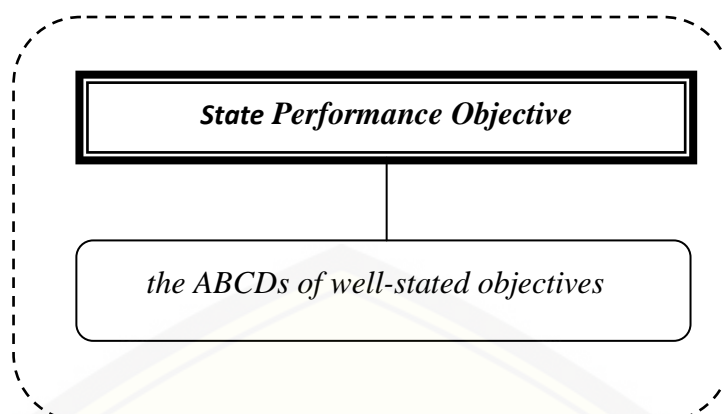 State Performance Objective
the ABCDs of well-stated objectives